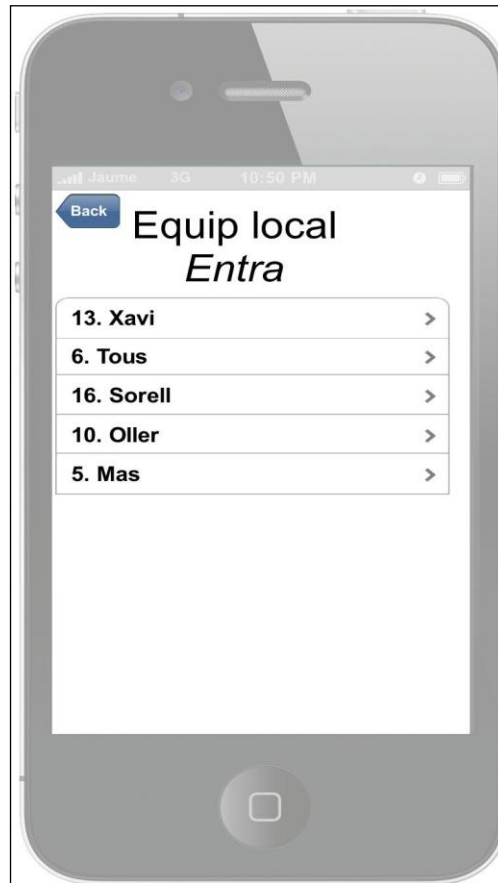 Jaume 3G 10:50 PM
Back
Equip local
Entra
13. Xavi
6. Tous
16. Sorell
10. Oller
5. Mas